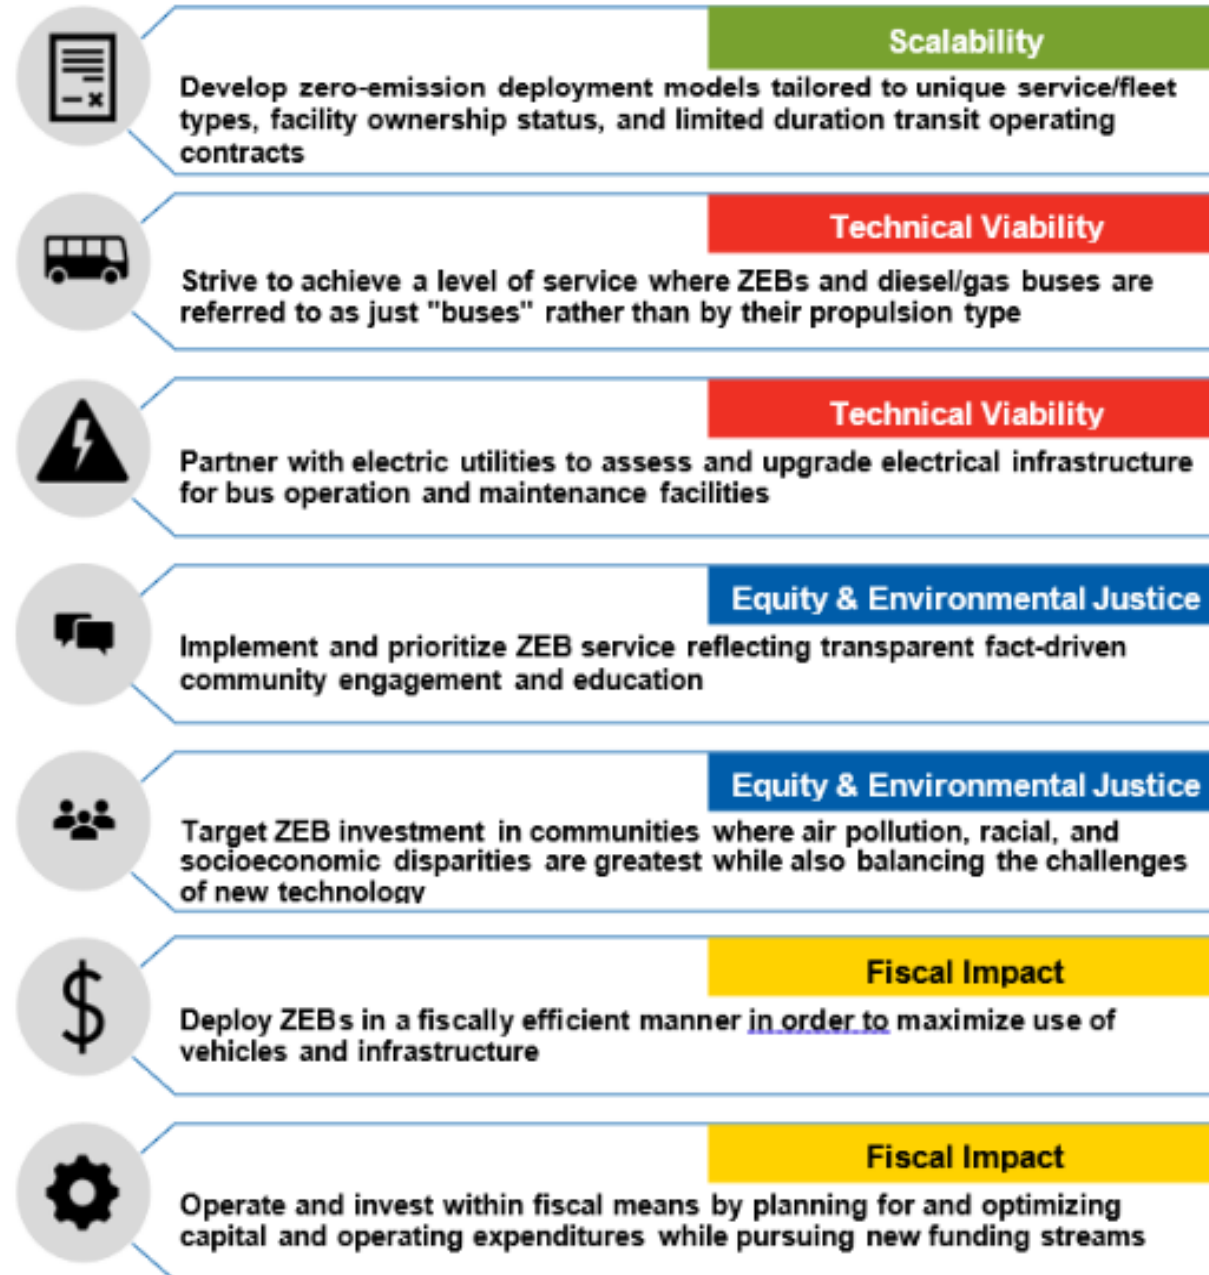 Scalability
Develop zero-emission deployment models tailored to unique service/fleet
types, facility ownership status, and limited duration transit operating
contracts
Technical Viability
Strive to achieve a level of service where ZEBs and diesel/gas buses are
referred to as just "buses" rather than by their propulsion type
Technical Viability
Partner with electric utilities to assess and upgrade electrical infrastructure
for bus operation and maintenance facilities
Equity & Environmental Justice
Implement and prioritize ZEB service reflecting transparent fact-driven
community engagement and education
Equity & Environmental Justice
Target ZEB investment in communities where air pollution, racial, and
socioeconomic disparities are greatest while also balancing the challenges
of new technology
Fiscal Impact
Deploy ZEBs in a fiscally efficient manner in order to maximize use of
vehicles and infrastructure
Fiscal Impact
Operate and invest within fiscal means by planning for and optimizing
capital and operating expenditures while pursuing new funding streams